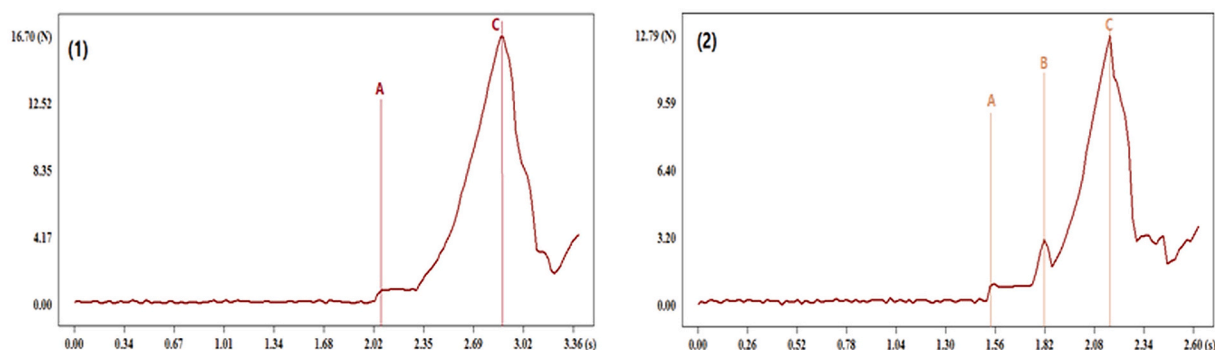 (1)
16.70 (N)
12.52
8.35
4.17
0.00
A
C
0.00 0.34 0.67 1.01 1.34 1.68 2.02 2.35 2.69 3.02 3.36 (s)
(2)
12.79 (N)
9.59
6.40
3.20
0.00
A
B
C
0.00 0.26 0.52 0.78 1.04 1.30 1.56 1.82 2.08 2.34 2.60 (s)